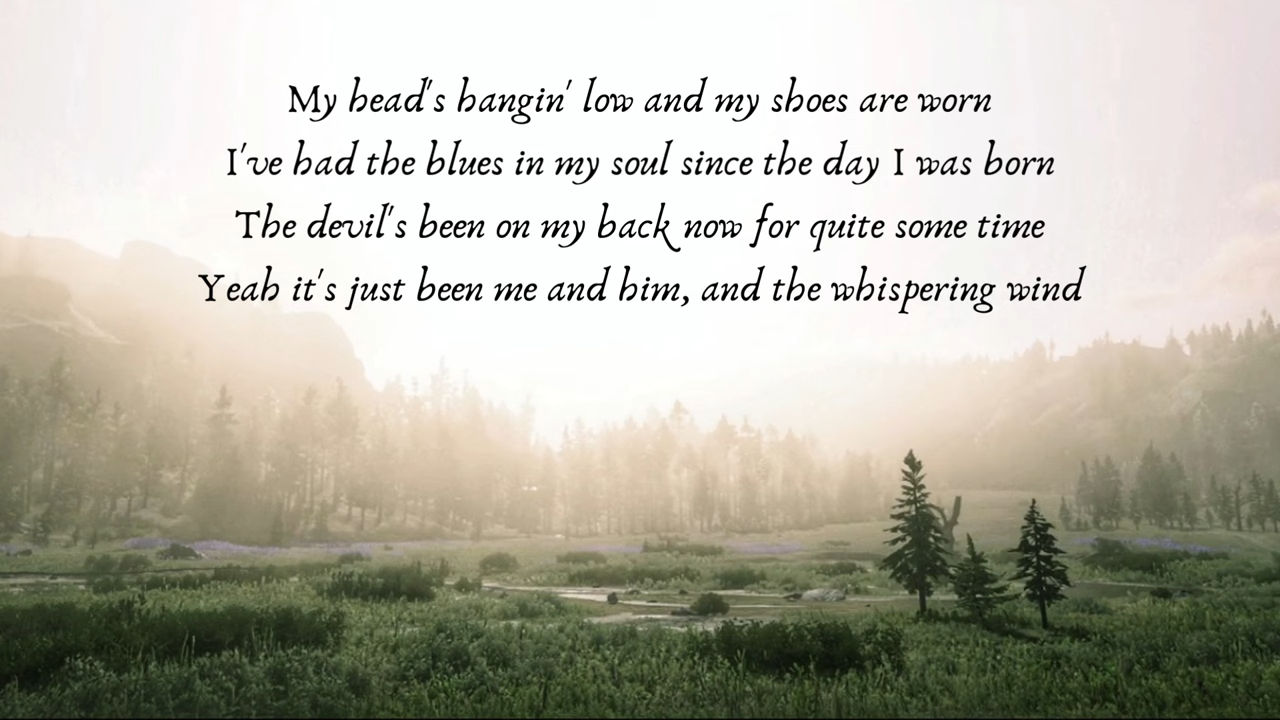 My head's hangin' low and my shoes are worn
I've had the blues in my soul since the day I was born
The devil's been on my back now for quite some time
Yeah it's just been me and him, and the whispering wind